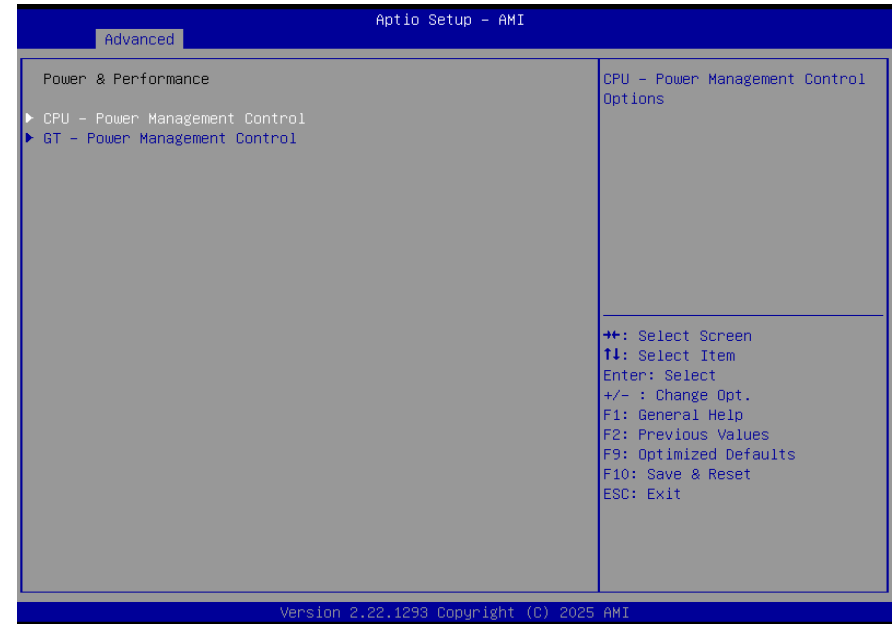 Aptio Setup – AMI
Advanced
Power & Performance
▶ CPU – Power Management Control
▶ GT – Power Management Control
CPU – Power Management Control
Options
→←: Select Screen
↑↓: Select Item
Enter: Select
+/- : Change Opt.
F1: General Help
F2: Previous Values
F9: Optimized Defaults
F10: Save & Reset
ESC: Exit
Version 2.22.1293 Copyright (C) 2025 AMI